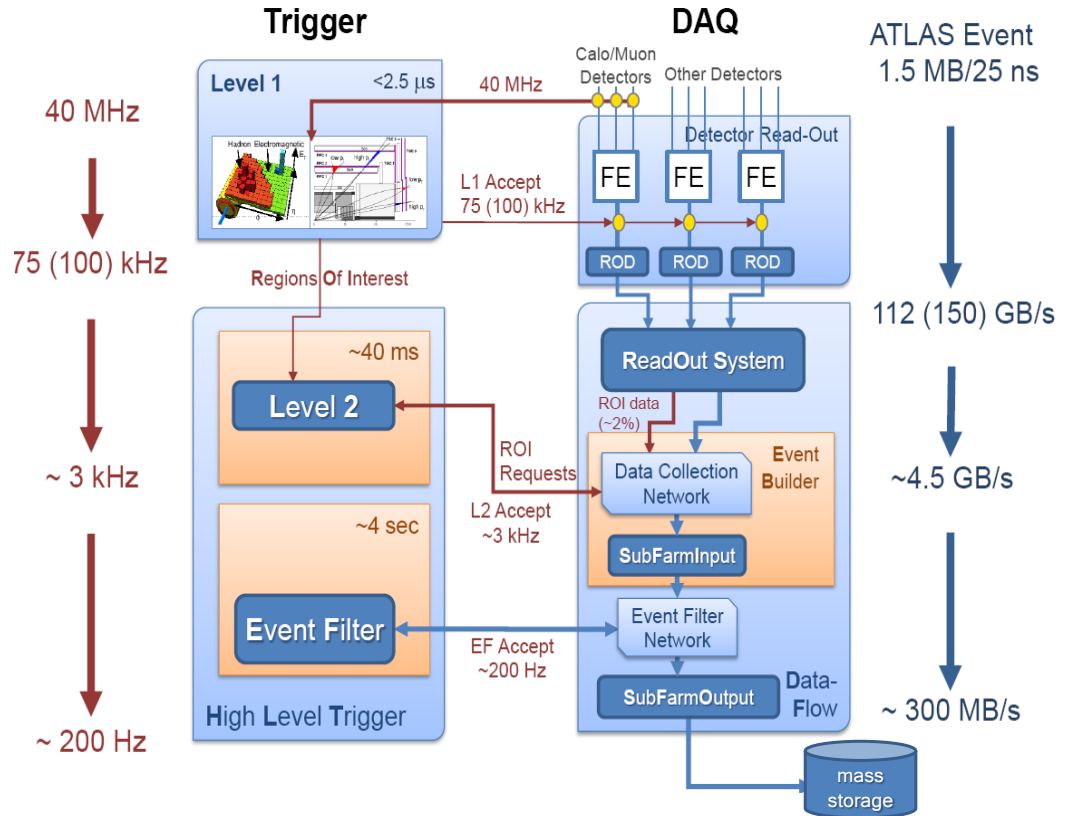 Trigger
DAQ
ATLAS Event
1.5 MB/25 ns
Calo/Muon
Detectors
Other Detectors
Level 1
<2.5 μs
40 MHz
40 MHz
Detector Read-Out
Hadron Electromagnetic
low p
high p
FE
FE
FE
L1 Accept
75 (100) kHz
75 (100) kHz
ROD
ROD
ROD
Regions Of Interest
112 (150) GB/s
~40 ms
ReadOut System
Level 2
ROI data
(~2%)
ROI
Requests
Event
Builder
Data Collection
Network
~ 3 kHz
~4.5 GB/s
L2 Accept
~3 kHz
~4 sec
SubFarmInput
Event Filter
Event Filter
Network
EF Accept
~200 Hz
SubFarmOutput
Data-
Flow
High Level Trigger
~ 200 Hz
~ 300 MB/s
mass
storage